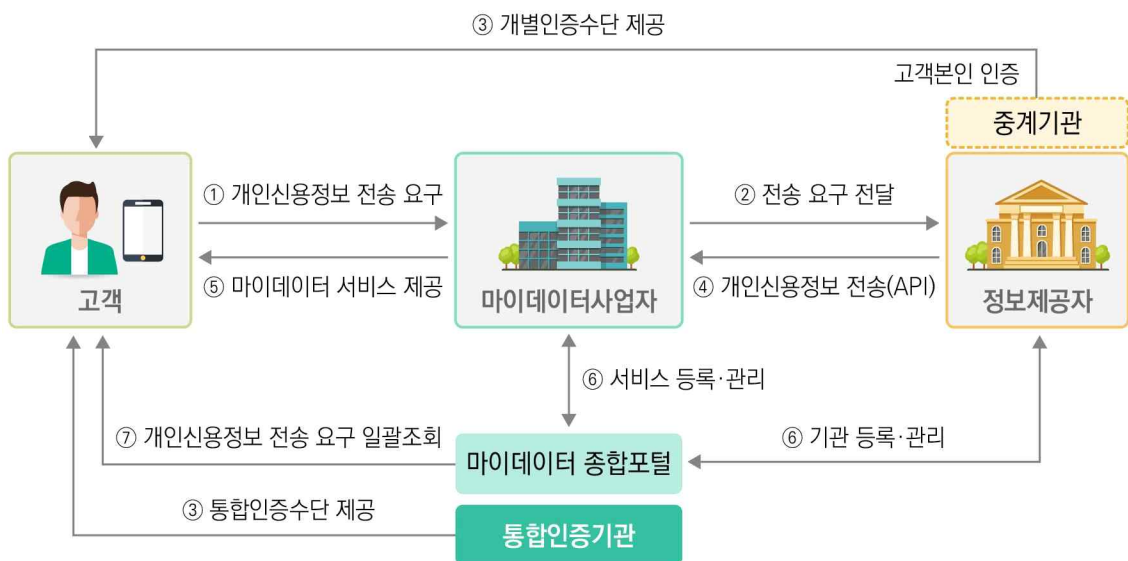 ③ 개별인증수단 제공
고객본인 인증
중계기관
① 개인신용정보 전송 요구
② 전송 요구 전달
⑤ 마이데이터 서비스 제공
④ 개인신용정보 전송(API)
고객
마이데이터사업자
정보제공자
⑥ 서비스 등록·관리
⑦ 개인신용정보 전송 요구 일괄조회
마이데이터 종합포털
⑥ 기관 등록·관리
③ 통합인증수단 제공
통합인증기관